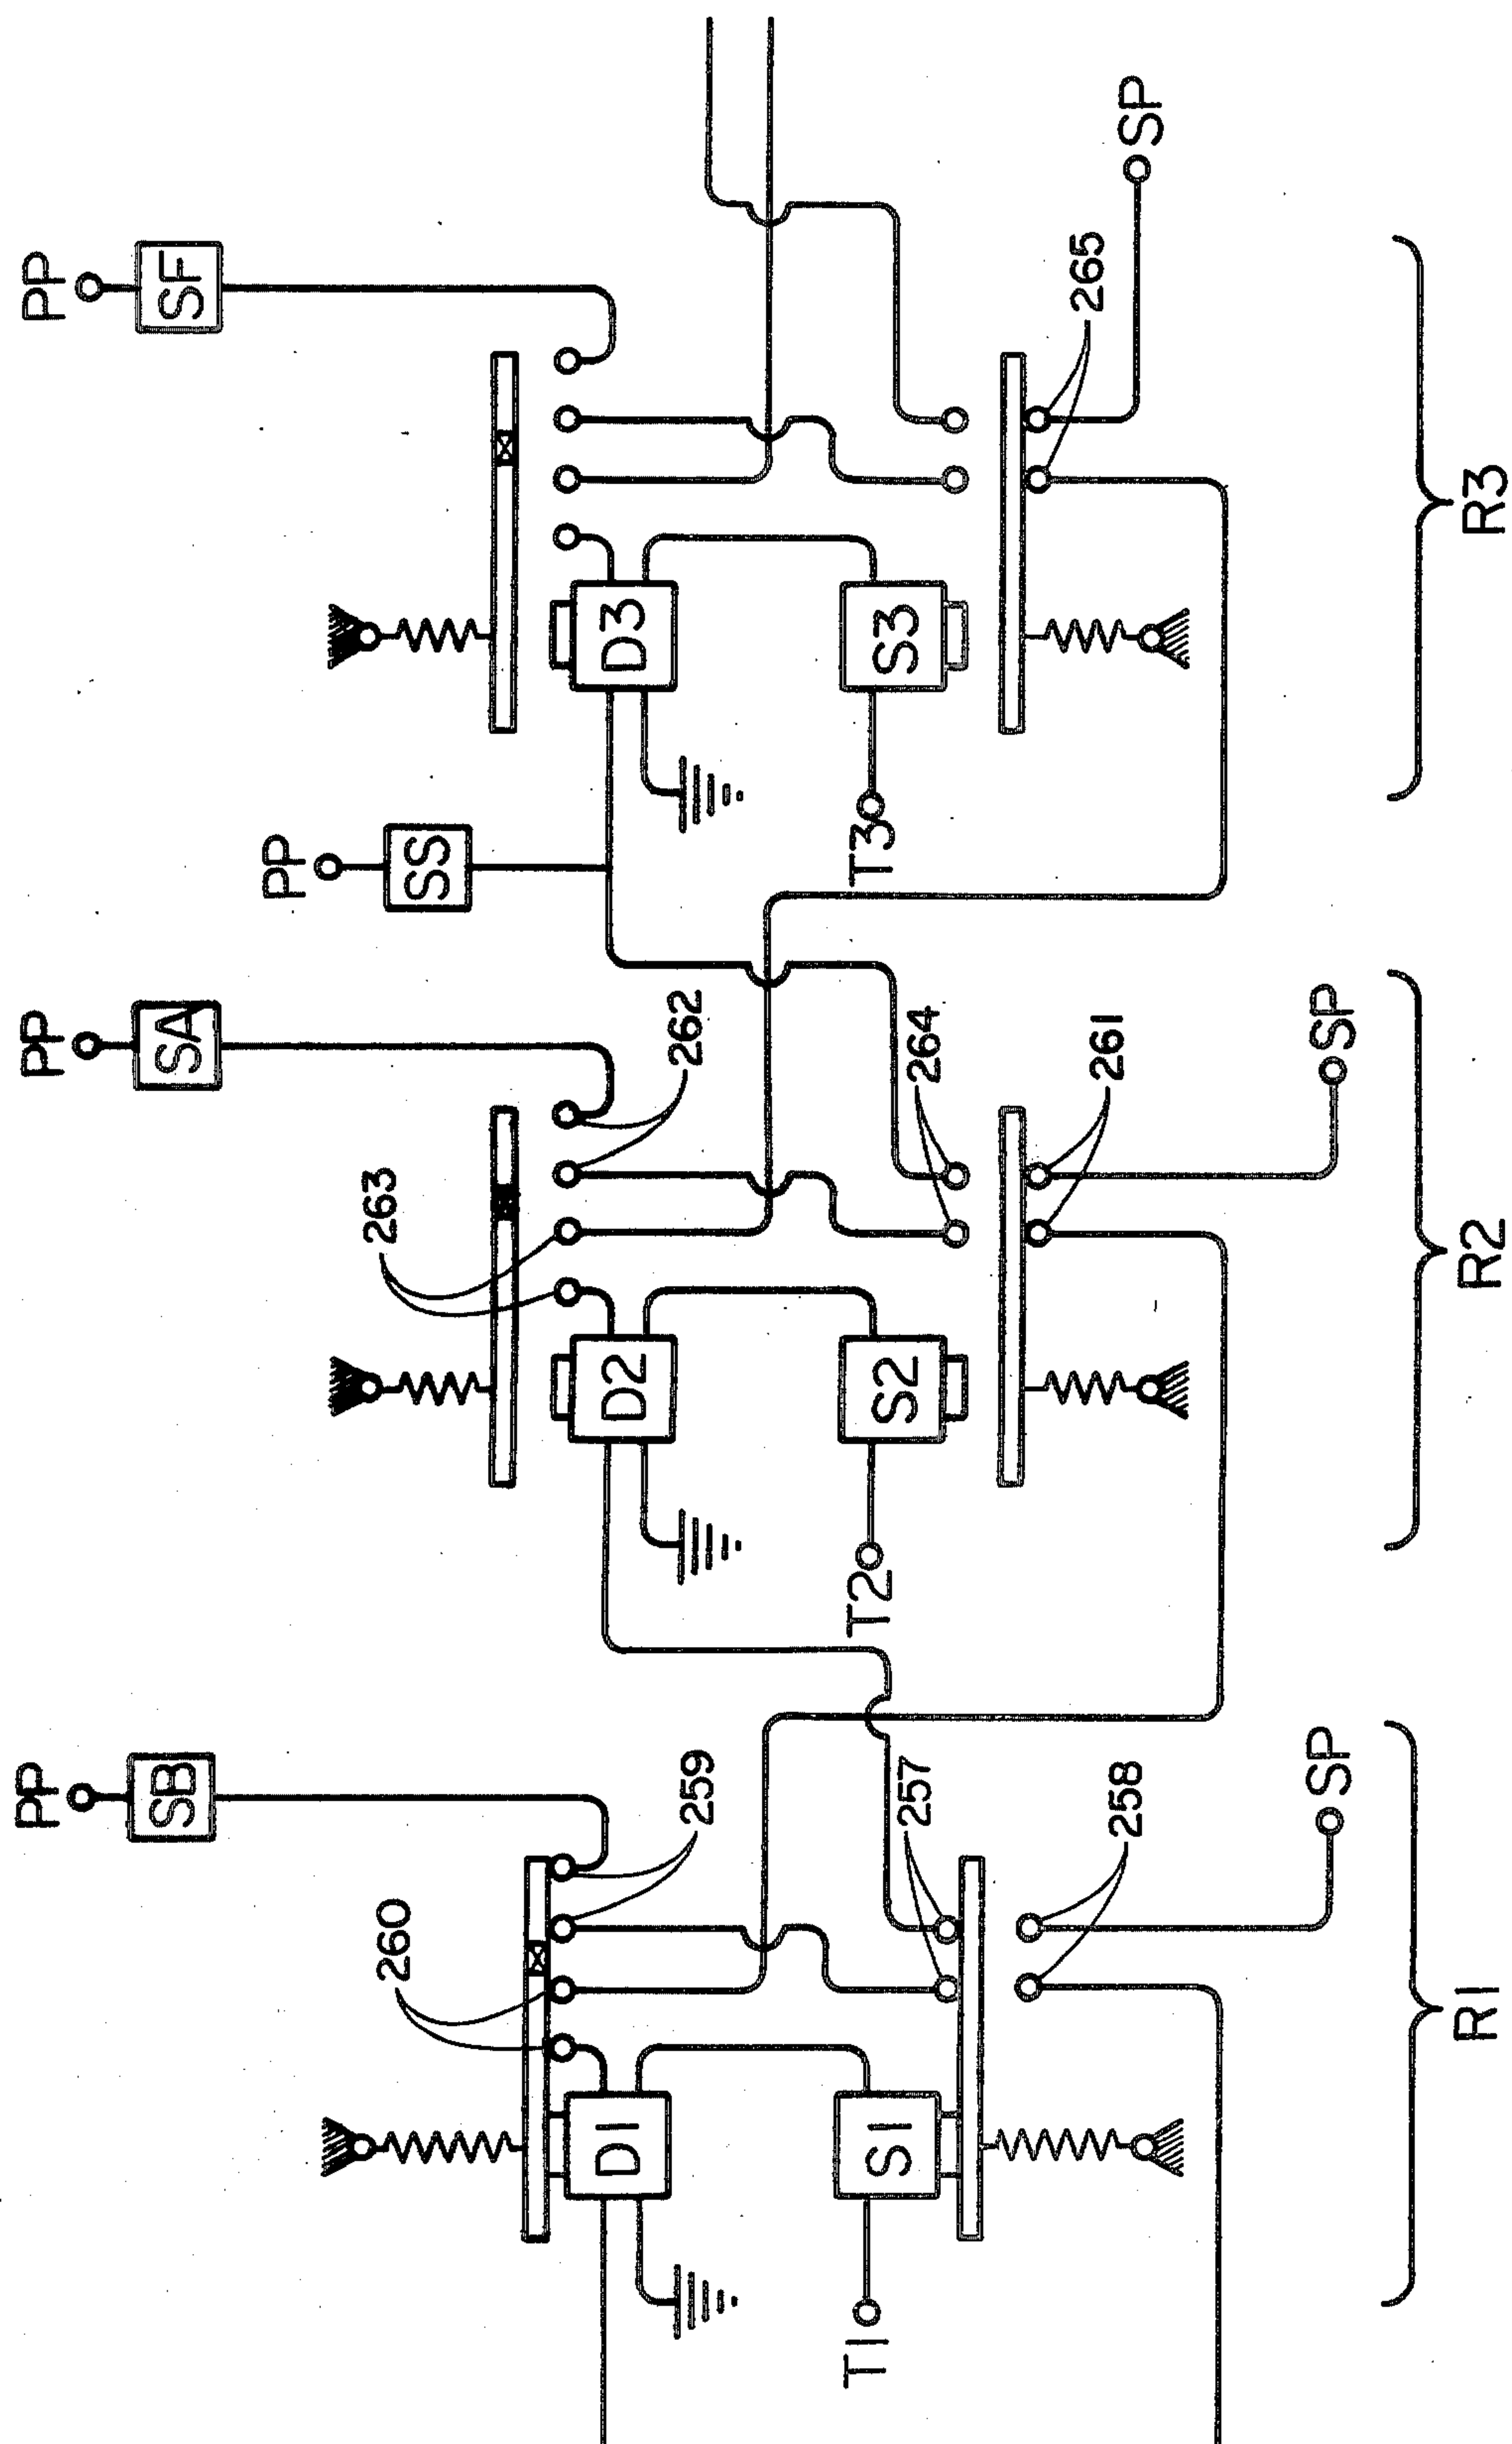 PP
SB
PP
SA
PP
SS
PP
SF
260
259
263
262
D1
D2
D3
T1
S1
257
T2
S2
264
T3
S3
258
SP
261
SP
265
SP
R1
R2
R3